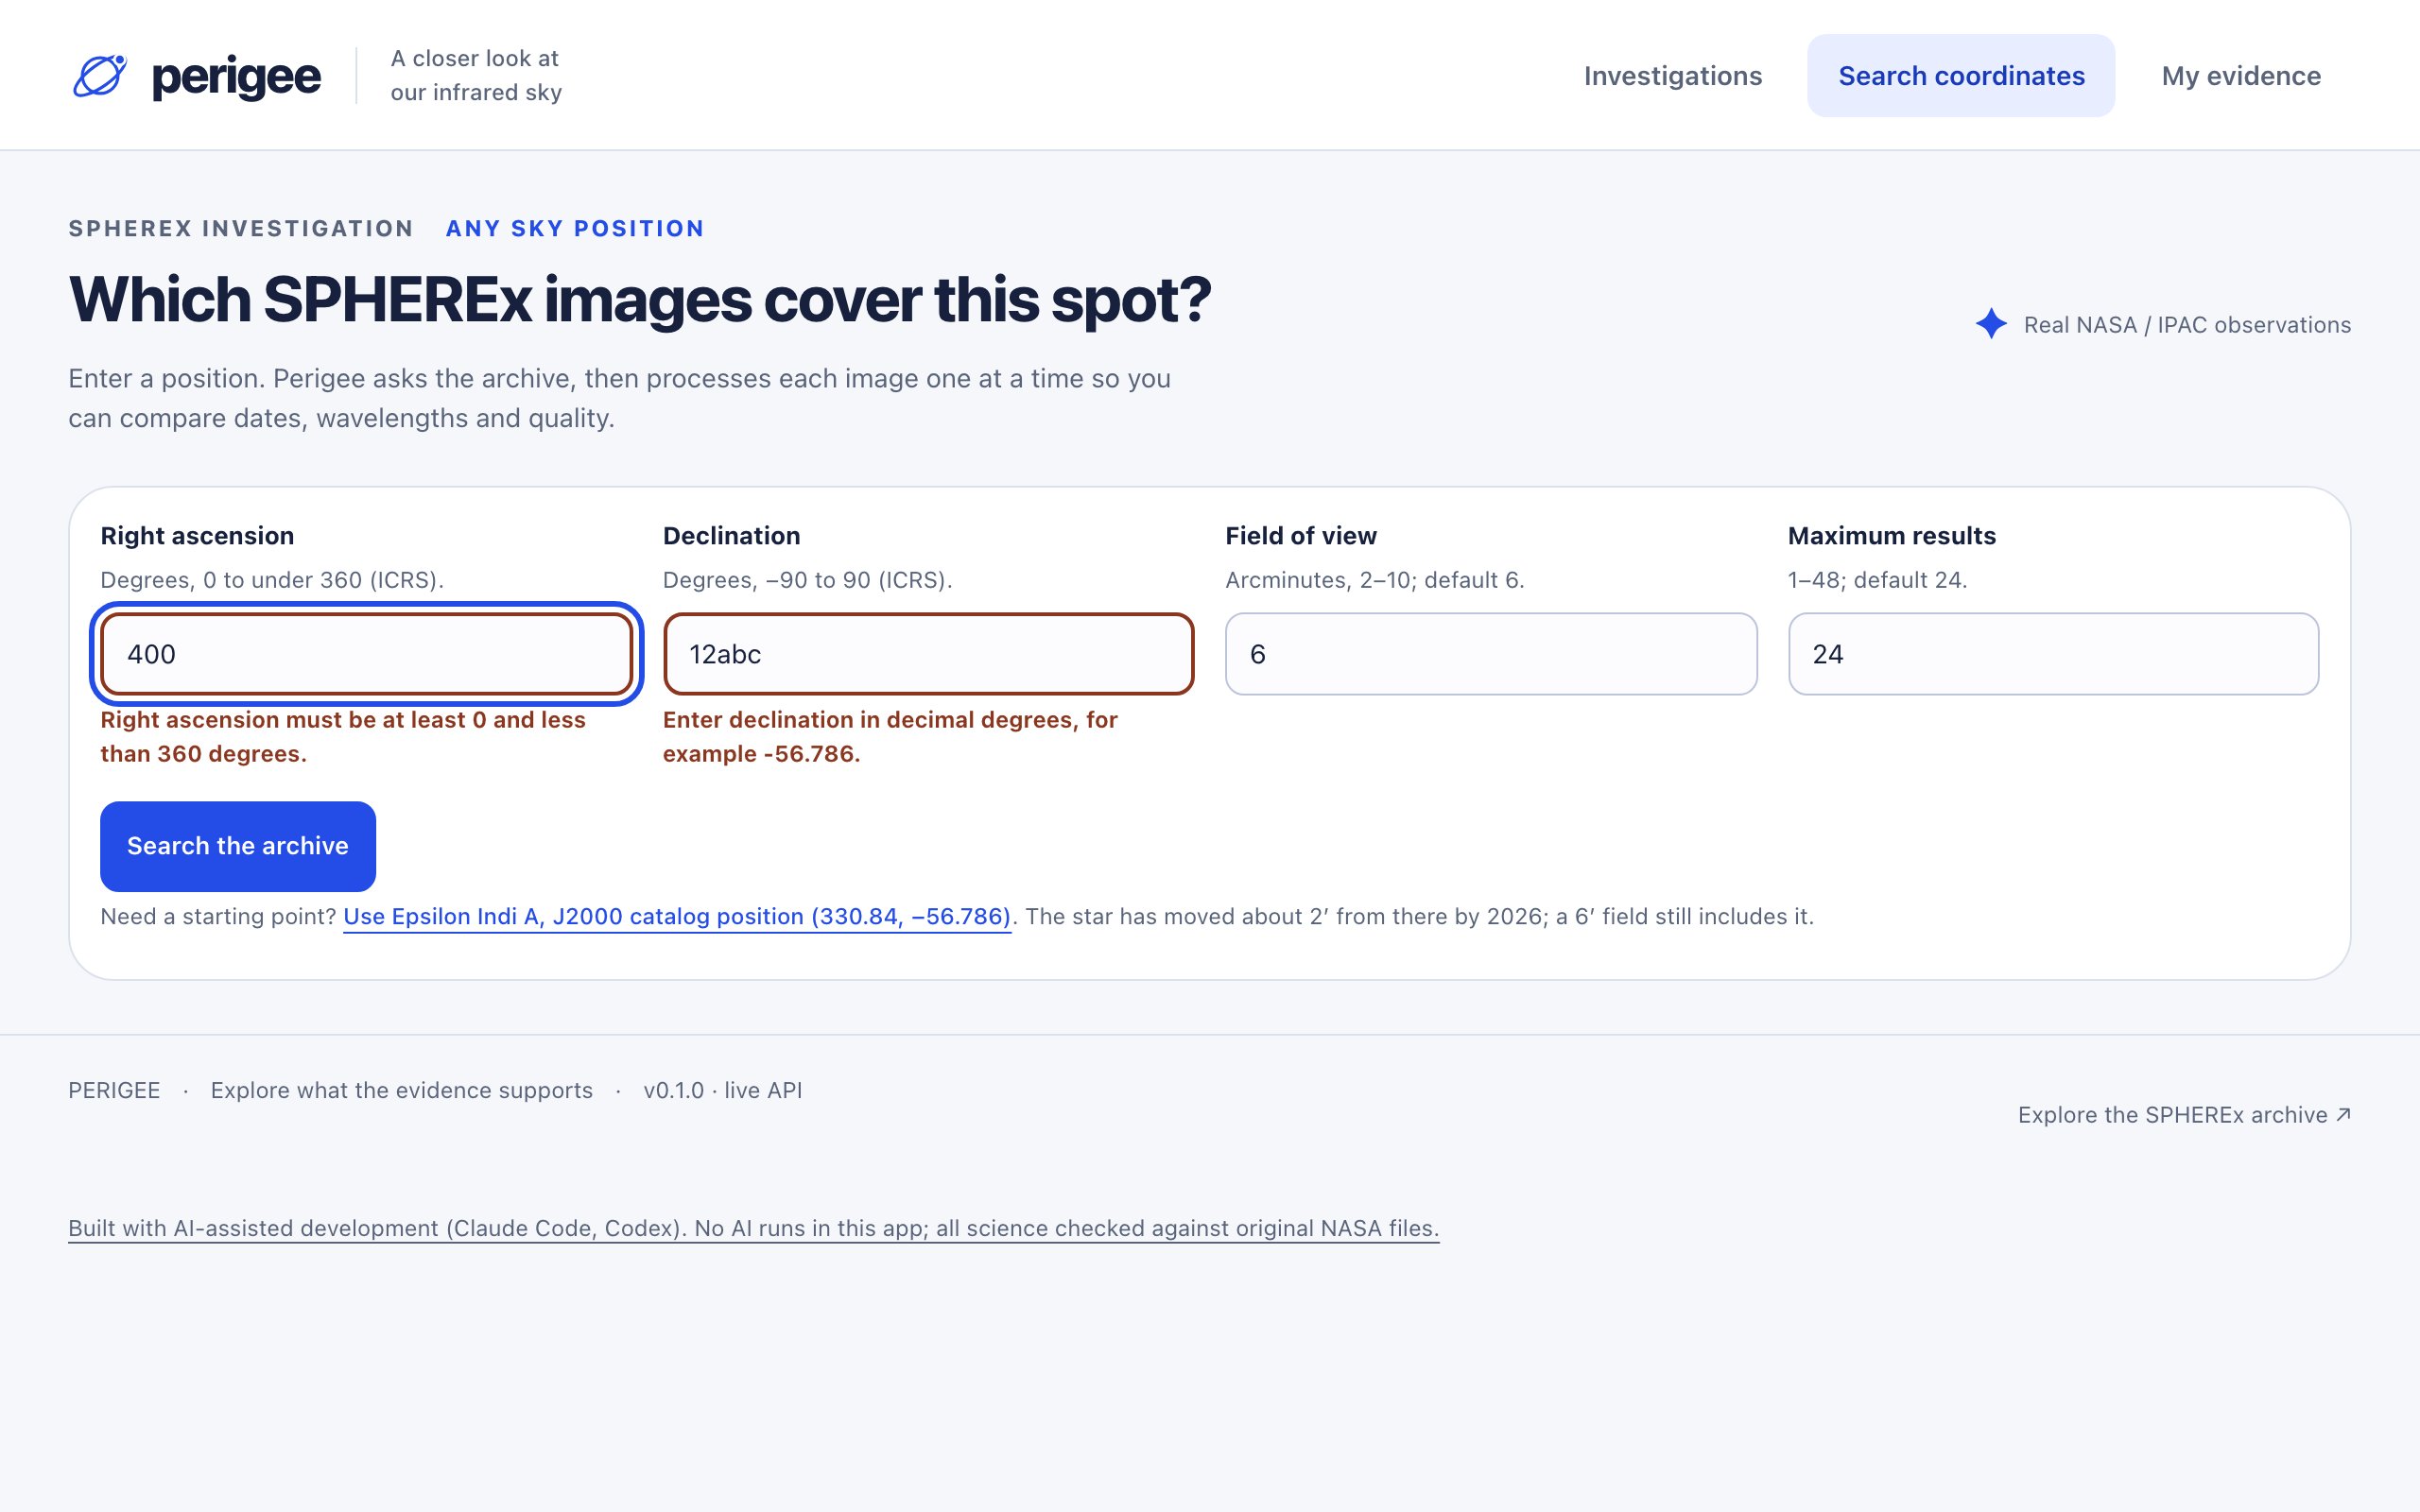 perigee
A closer look at
our infrared sky
Investigations
Search coordinates
My evidence
SPHEREX INVESTIGATION ANY SKY POSITION
Which SPHEREx images cover this spot?
Real NASA / IPAC observations
Enter a position. Perigee asks the archive, then processes each image one at a time so you
can compare dates, wavelengths and quality.
Right ascension
Degrees, 0 to under 360 (ICRS).
400
Right ascension must be at least 0 and less
than 360 degrees.
Declination
Degrees, −90 to 90 (ICRS).
12abc
Enter declination in decimal degrees, for
example -56.786.
Field of view
Arcminutes, 2–10; default 6.
6
Maximum results
1–48; default 24.
24
Search the archive
Need a starting point? Use Epsilon Indi A, J2000 catalog position (330.84, −56.786). The star has moved about 2′ from there by 2026; a 6′ field still includes it.
PERIGEE · Explore what the evidence supports · v0.1.0 · live API
Explore the SPHEREx archive ↗
Built with AI-assisted development (Claude Code, Codex). No AI runs in this app; all science checked against original NASA files.